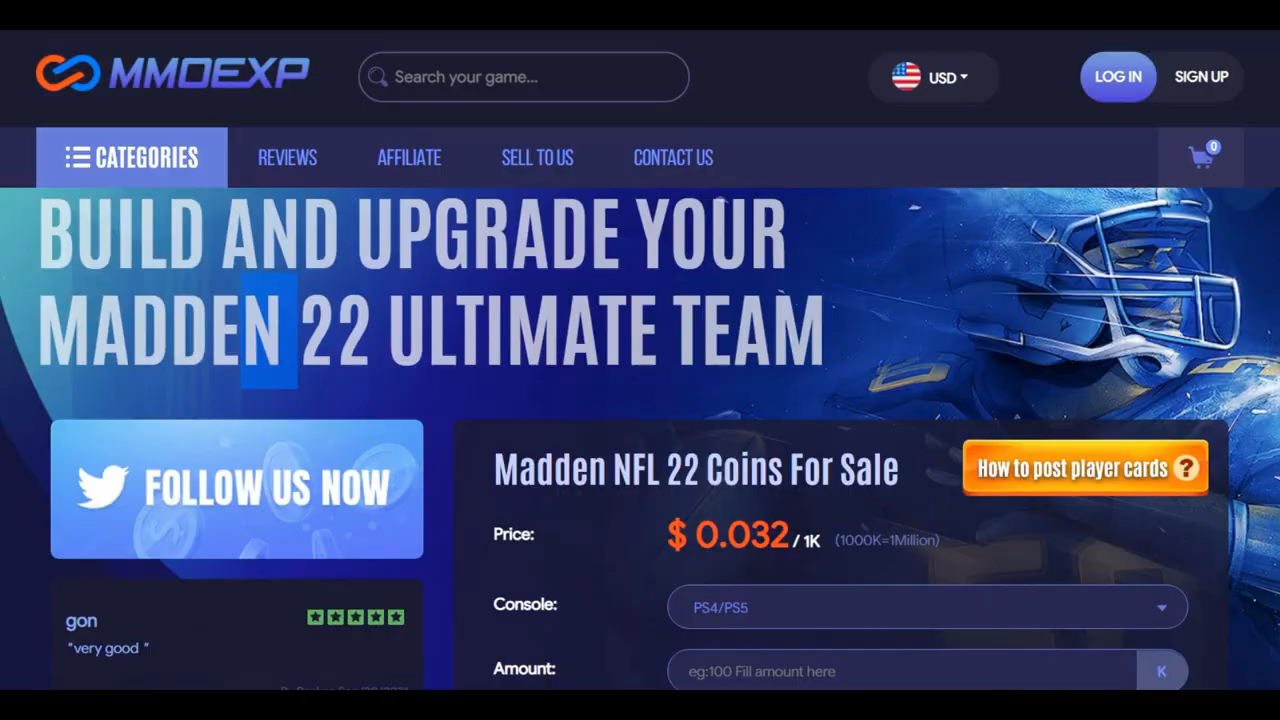 MMOEXP
Search your game...
USD
LOG IN
SIGN UP
CATEGORIES
REVIEWS
AFFILIATE
SELL TO US
CONTACT US
0
BUILD AND UPGRADE YOUR
MADDEN 22 ULTIMATE TEAM
FOLLOW US NOW
Madden NFL 22 Coins For Sale
How to post player cards ?
Price:
$ 0.032 / 1K (1000K=1Million)
Console:
PS4/PS5
Amount:
eg:100 Fill amount here
K
gon
"very good "